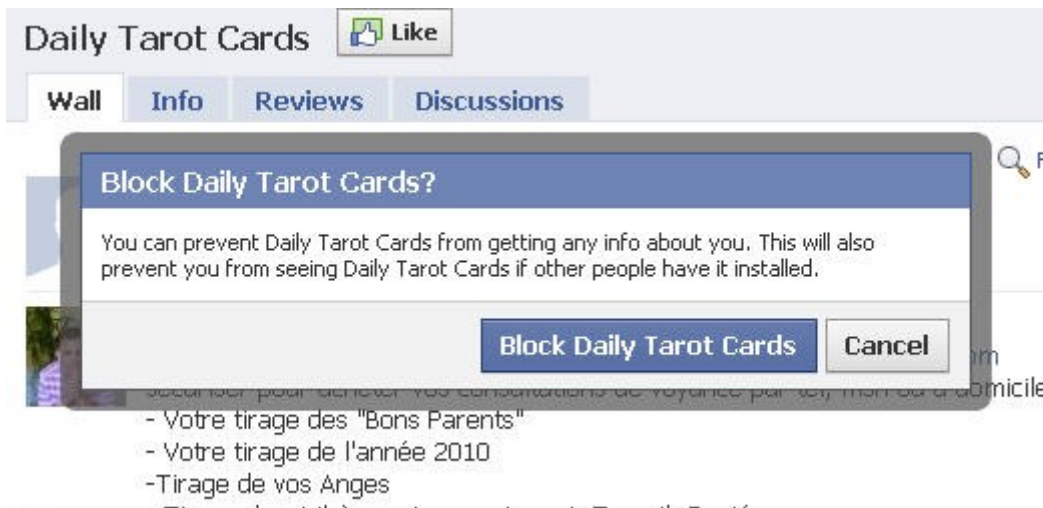 Daily Tarot Cards Like
Wall Info Reviews Discussions
Block Daily Tarot Cards?
You can prevent Daily Tarot Cards from getting any info about you. This will also
prevent you from seeing Daily Tarot Cards if other people have it installed.
Block Daily Tarot Cards Cancel
- Votre tirage des "Bons Parents"
- Votre tirage de l'année 2010
-Tirage de vos Anges